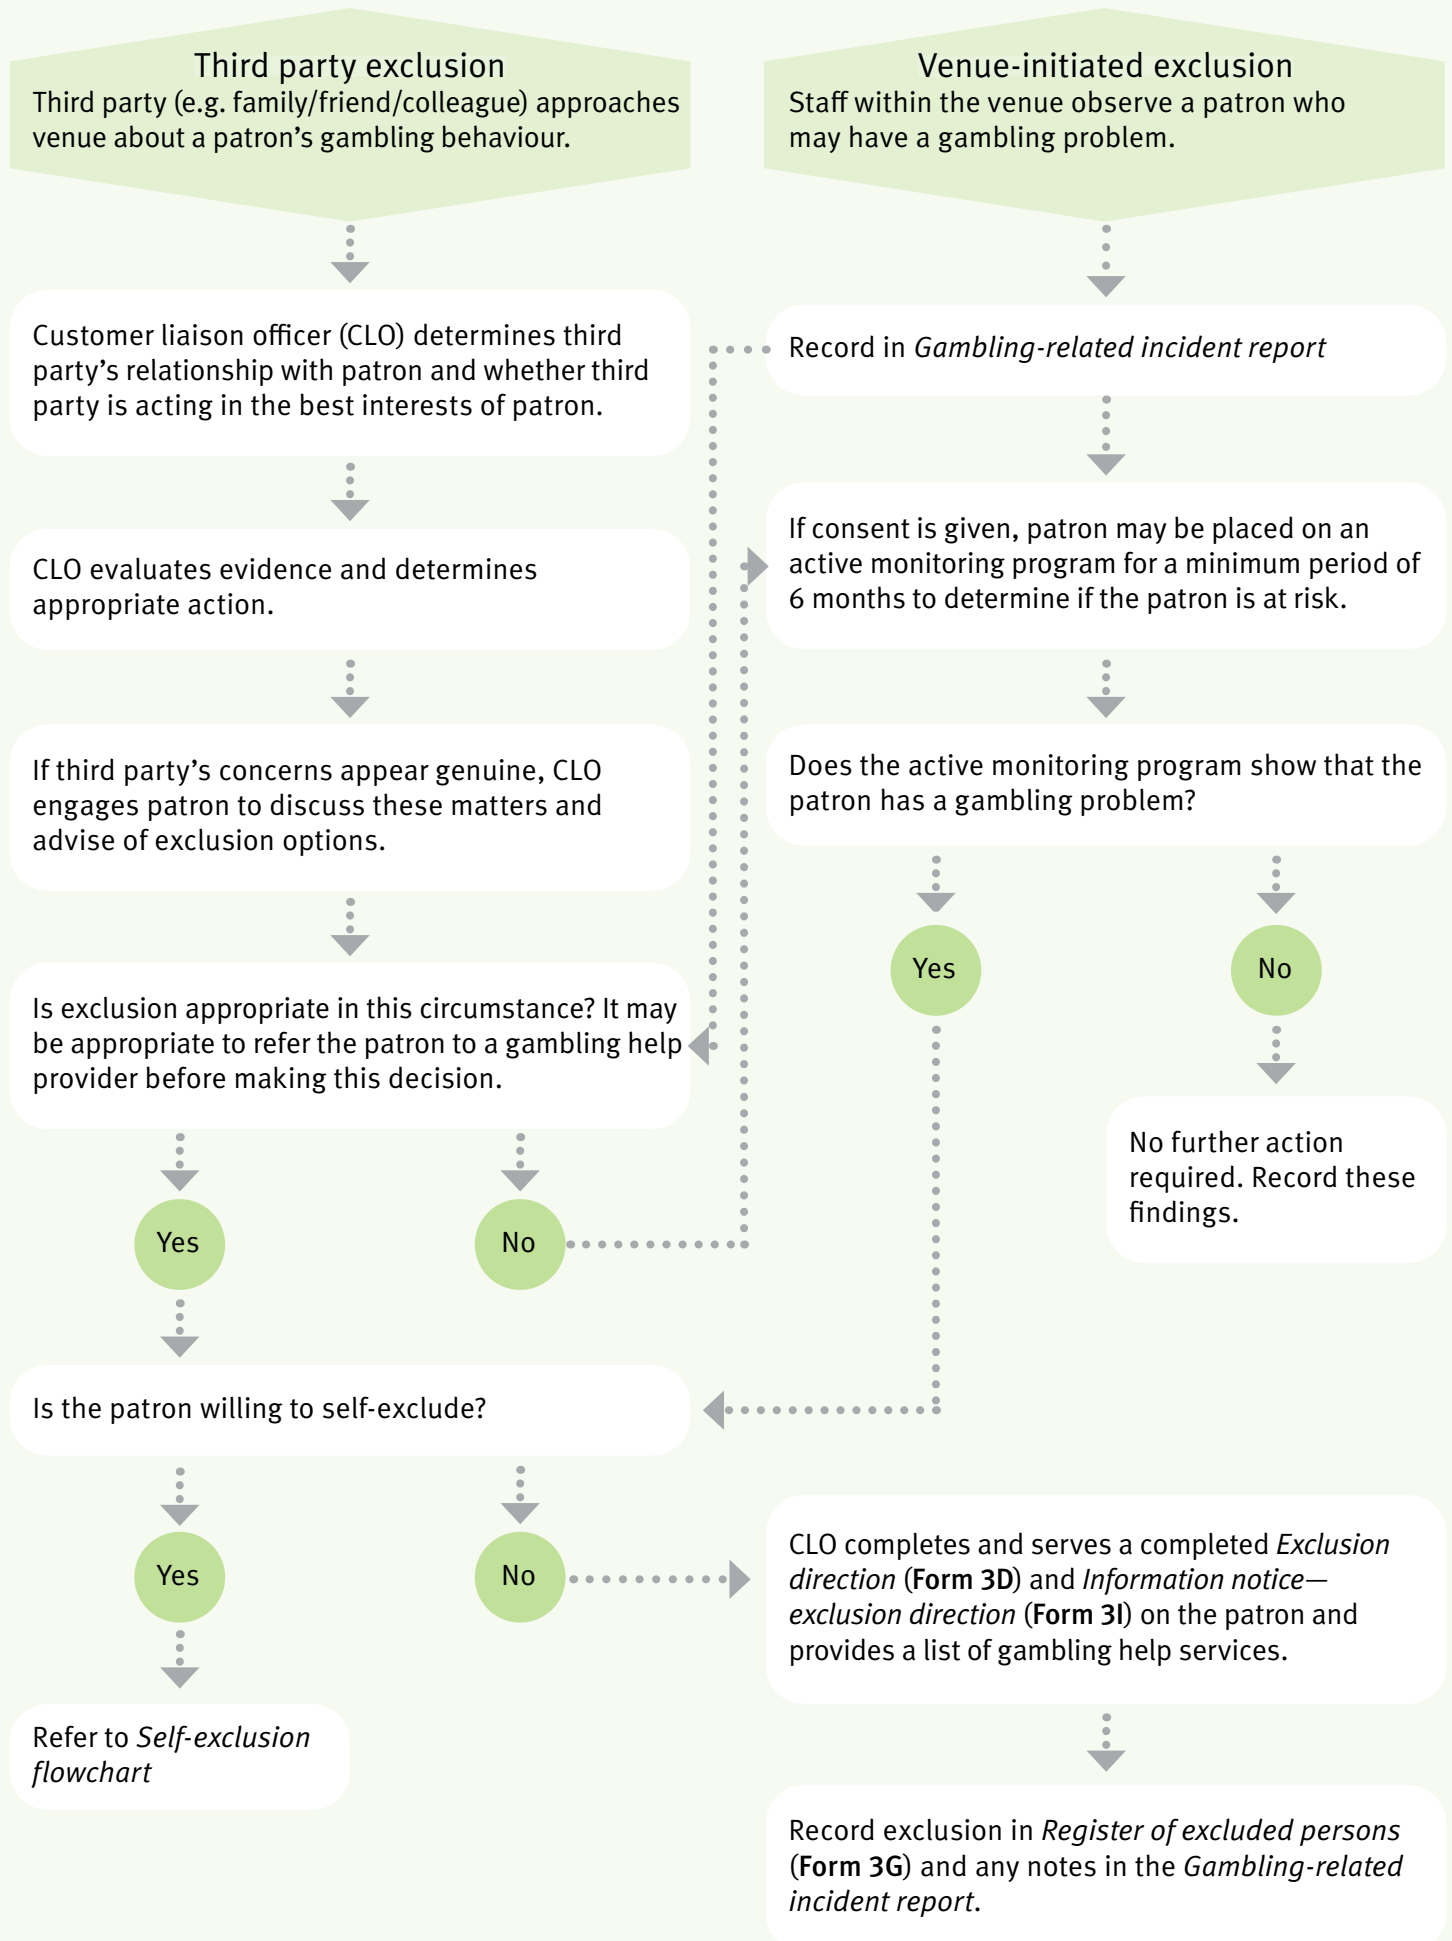 Third party exclusion
Third party (e.g. family/friend/colleague) approaches
venue about a patron’s gambling behaviour.
Venue-initiated exclusion
Staff within the venue observe a patron who
may have a gambling problem.
Customer liaison officer (CLO) determines third
party’s relationship with patron and whether third
party is acting in the best interests of patron.
Record in Gambling-related incident report
CLO evaluates evidence and determines
appropriate action.
If consent is given, patron may be placed on an
active monitoring program for a minimum period of
6 months to determine if the patron is at risk.
If third party’s concerns appear genuine, CLO
engages patron to discuss these matters and
advise of exclusion options.
Does the active monitoring program show that the
patron has a gambling problem?
Yes
No
Is exclusion appropriate in this circumstance? It may
be appropriate to refer the patron to a gambling help
provider before making this decision.
No further action
required. Record these
findings.
Yes
No
Is the patron willing to self-exclude?
Yes
No
CLO completes and serves a completed Exclusion
direction (Form 3D) and Information notice—
exclusion direction (Form 3I) on the patron and
provides a list of gambling help services.
Refer to Self-exclusion
flowchart
Record exclusion in Register of excluded persons
(Form 3G) and any notes in the Gambling-related
incident report.